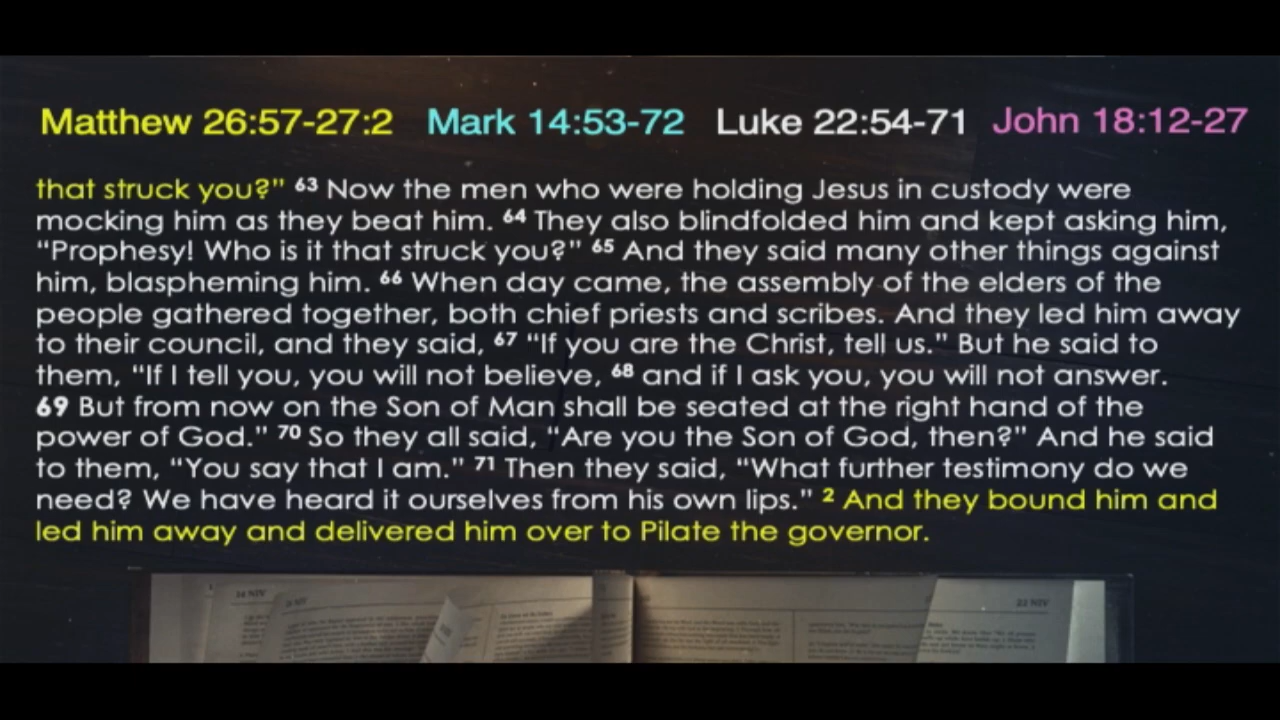 Matthew 26:57-27:2 Mark 14:53-72 Luke 22:54-71 John 18:12-27
that struck you?” 63 Now the men who were holding Jesus in custody were
mocking him as they beat him. 64 They also blindfolded him and kept asking him,
“Prophesy! Who is it that struck you?” 65 And they said many other things against
him, blaspheming him. 66 When day came, the assembly of the elders of the
people gathered together, both chief priests and scribes. And they led him away
to their council, and they said, 67 “If you are the Christ, tell us.” But he said to
them, “If I tell you, you will not believe, 68 and if I ask you, you will not answer.
69 But from now on the Son of Man shall be seated at the right hand of the
power of God.” 70 So they all said, “Are you the Son of God, then?” And he said
to them, “You say that I am.” 71 Then they said, “What further testimony do we
need? We have heard it ourselves from his own lips.” 2 And they bound him and
led him away and delivered him over to Pilate the governor.